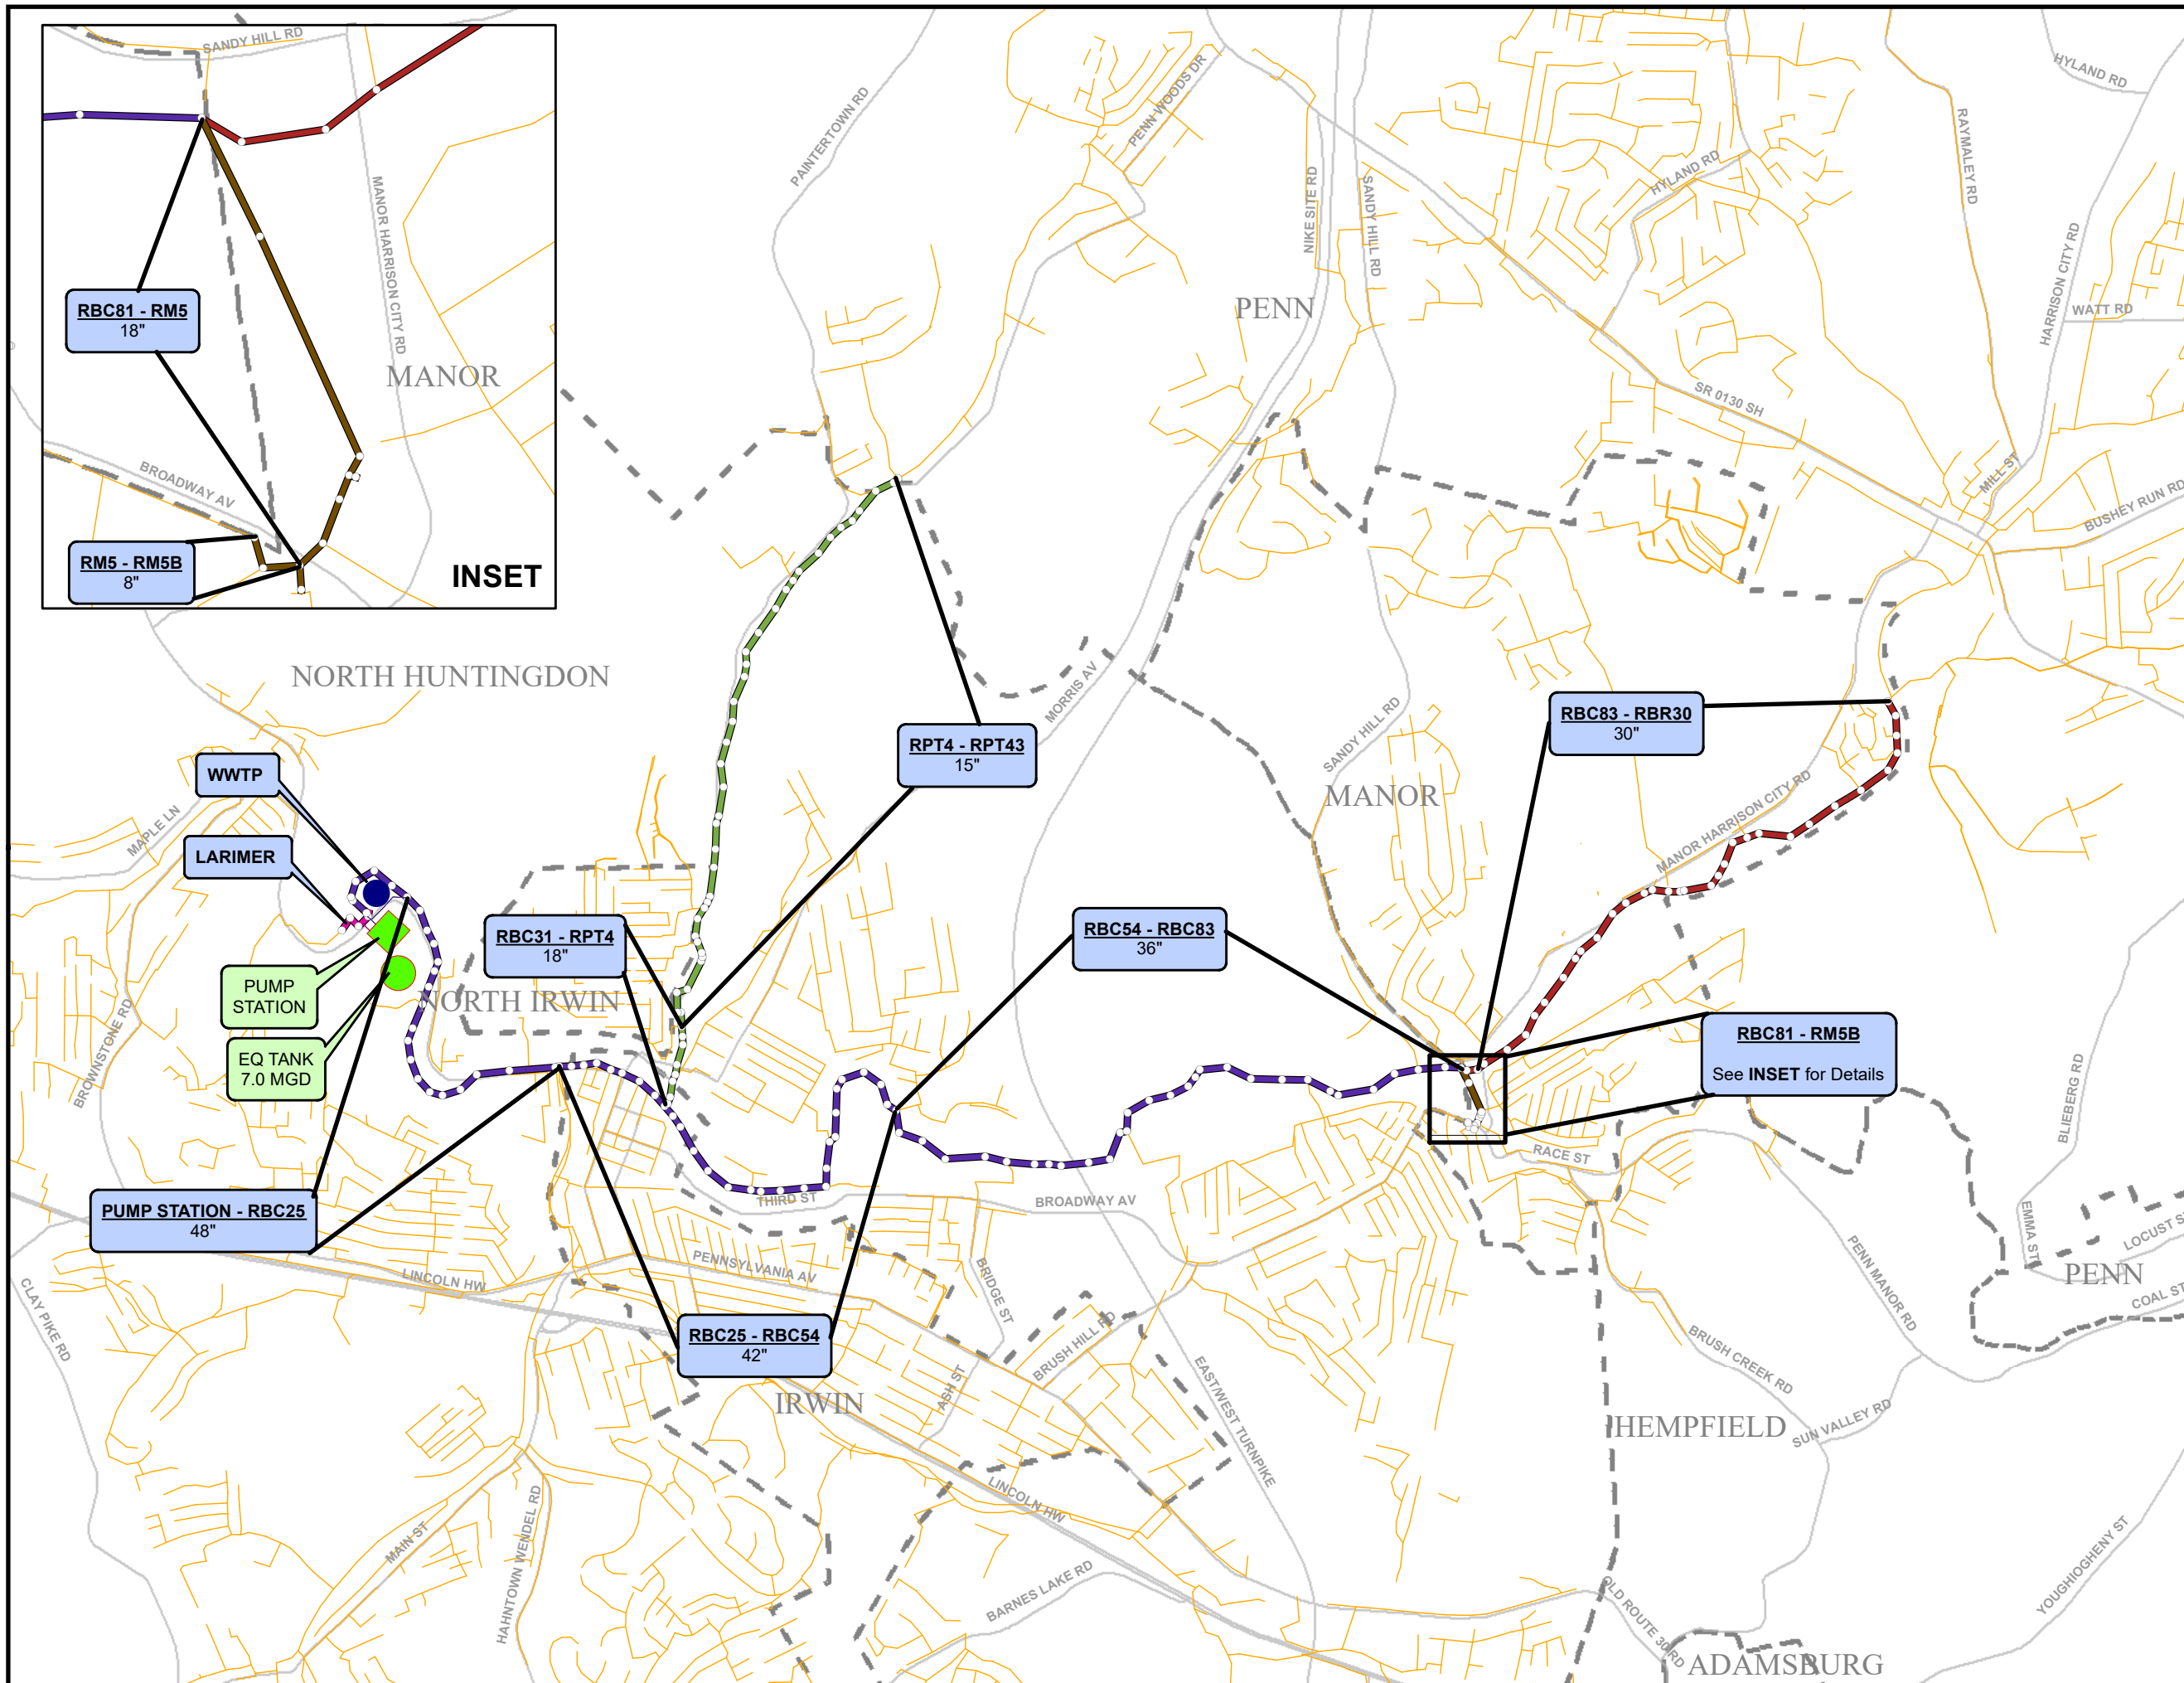 SANDY HILL RD
MANOR HARRISON CITY RD
RBC81 - RM5
18"
MANOR
BROADWAY AV
RM5 - RM5B
8"
INSET
PAINTERTOWN RD
PENN WOODS DR
NIKE SITE RD
SANDY HILL RD
HYLAND RD
HYLAND RD
RAYMALEY RD
HARRISON CITY RD
WATT RD
PENN
SR 0130 SH
MILL ST
BUSHEY RUN RD
NORTH HUNTINGDON
MORRIS AV
RPT4 - RPT43
15"
SANDY HILL RD
MANOR
RBC83 - RBR30
30"
MANOR HARRISON CITY RD
WWTP
MAPLE LN
LARIMER
RBC31 - RPT4
18"
RBC54 - RBC83
36"
PUMP
STATION
NORTH IRWIN
BROWNSTONE RD
EQ TANK
7.0 MGD
RBC81 - RM5B
See INSET for Details
BLIEBERG RD
RACE ST
THIRD ST
BROADWAY AV
PUMP STATION - RBC25
48"
EMMA ST
LOCUST S
PENN
COAL ST
PENN MANOR RD
LINCOLN HW
PENNSYLVANIA AV
BRIDGE ST
CLAY PIKE RD
RBC25 - RBC54
42"
BRUSH HILL RD
BRUSH CREEK RD
ASH ST
IRWIN
EAST/WEST TURNPIKE
HEMPFIELD
SUN VALLEY RD
LINCOLN HW
MAIN ST
HAHNTOWN WENDEL RD
BARNES LAKE RD
OLD ROUTE 30 RD
YOUGHIOGHENY ST
ADAMSBURG